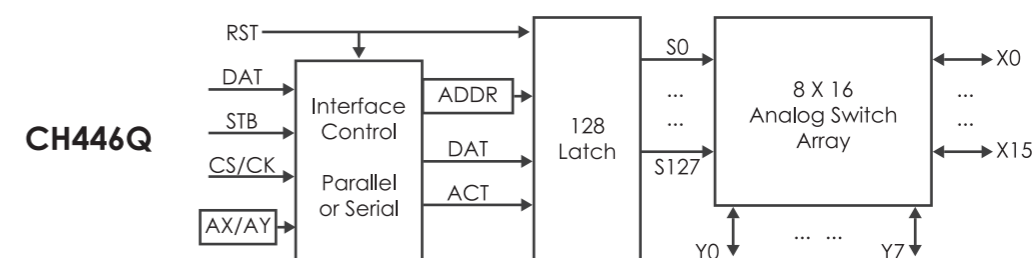 CH446Q
RST
DAT
STB
CS/CK
AX/AY
Interface
Control
Parallel
or Serial
ADDR
DAT
ACT
128
Latch
S0
...
...
S127
8 X 16
Analog Switch
Array
X0
...
...
X15
Y0
... ...
Y7